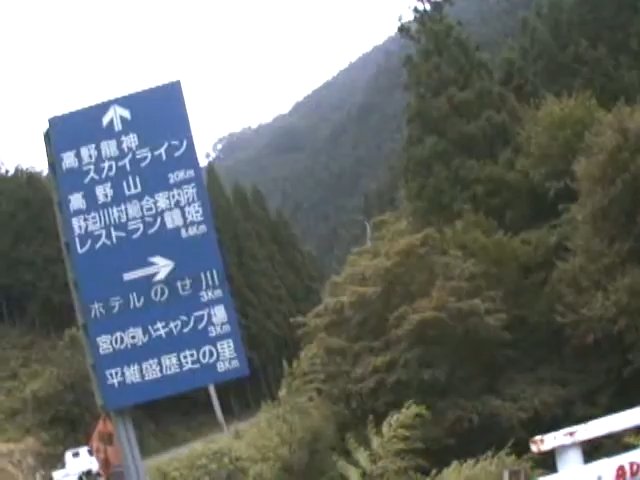 ↑
高野龍神
スカイライン
高野山 20Km
野迫川村総合案内所
レストラン鶴姫 8.4Km
→
ホテルのせ川 3Km
宮の向いキャンプ場 3Km
平維盛歴史の里 8Km